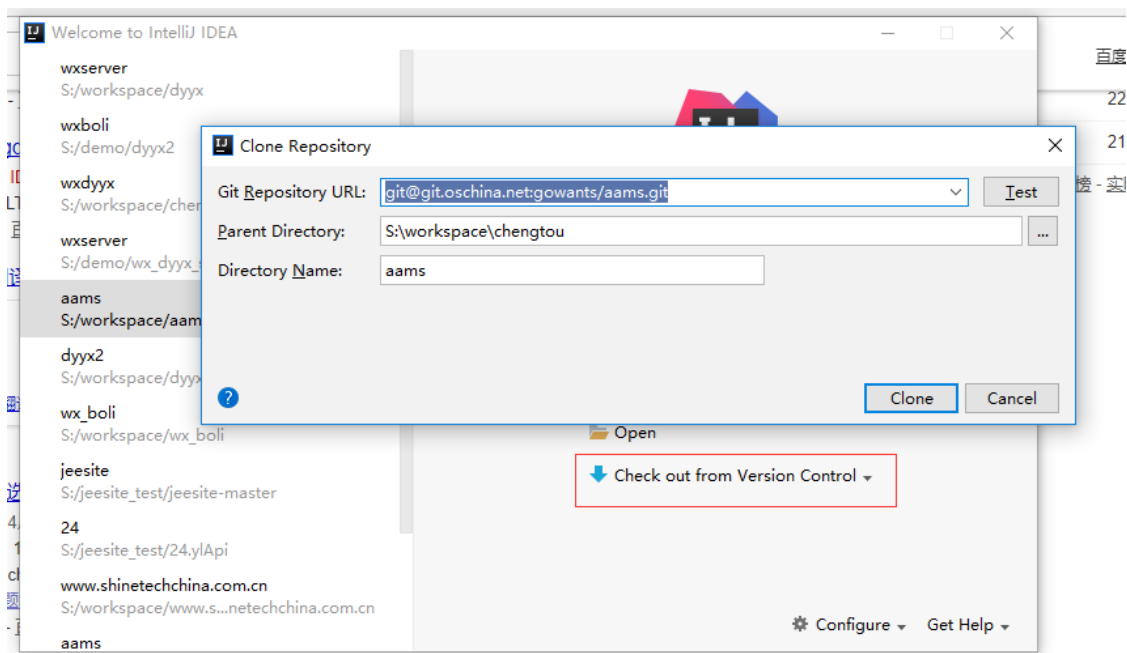 Welcome to IntelliJ IDEA
wxserver
S:/workspace/dyyx
wxboli
S:/demo/dyyx2
wxdyyx
S:/workspace/cher
wxserver
S:/demo/wx_dyyx_s
aams
S:/workspace/aam
dyyx2
S:/workspace/dyyx
wx_boli
S:/workspace/wx_boli
jeesite
S:/jeesite_test/jeesite-master
24
S:/jeesite_test/24.ylApi
www.shinetechchina.com.cn
S:/workspace/www.s...netechchina.com.cn
aams
Clone Repository
Git Repository URL: git@git.oschina.net:gowants/aams.git Test
Parent Directory: S:\workspace\chengtou ...
Directory Name: aams
? Clone Cancel
Open
Check out from Version Control
Configure Get Help
百度
22
21
榜 - 实